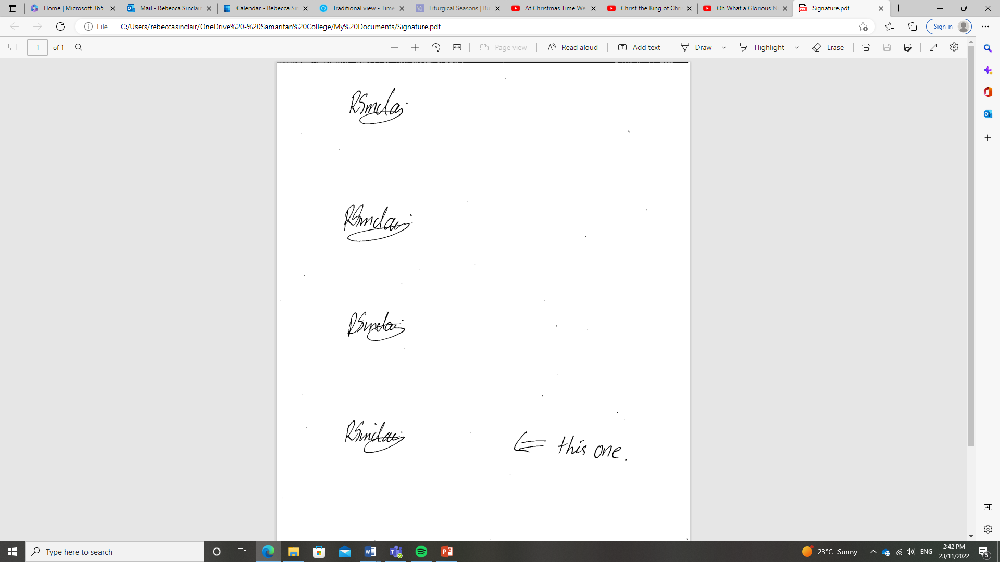 Home | Microsoft 365
Mail - Rebecca Sinclair
Calendar - Rebecca Si
Traditional view - Time
Liturgical Seasons | Bu
At Christmas Time We
Christ the King of Chri
Oh What a Glorious N
Signature.pdf
File C:/Users/rebeccasinclair/OneDrive%20-%20Samaritan%20College/My%20Documents/Signature.pdf
Sign in
1 of 1
Page view
Read aloud
Add text
Draw
Highlight
Erase
RSinclair
RSinclair
RSinclair
RSinclair
this one.
Type here to search
23°C Sunny
ENG
2:42 PM
23/11/2022
5